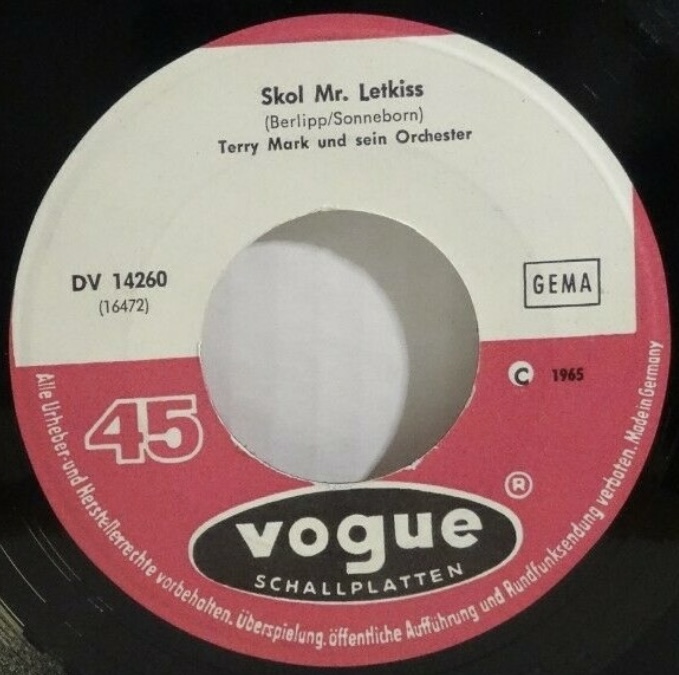 Skol Mr. Letkiss
(Berlipp/Sonneborn)
Terry Mark und sein Orchester
DV 14260
(16472)
GEMA
C 1965
45
R
vogue
SCHALLPLATTEN
Alle Urheber-und Herstellerrechte vorbehalten. Überspielung, öffentliche Aufführung und Rundfunksendung verboten. Made in Germany